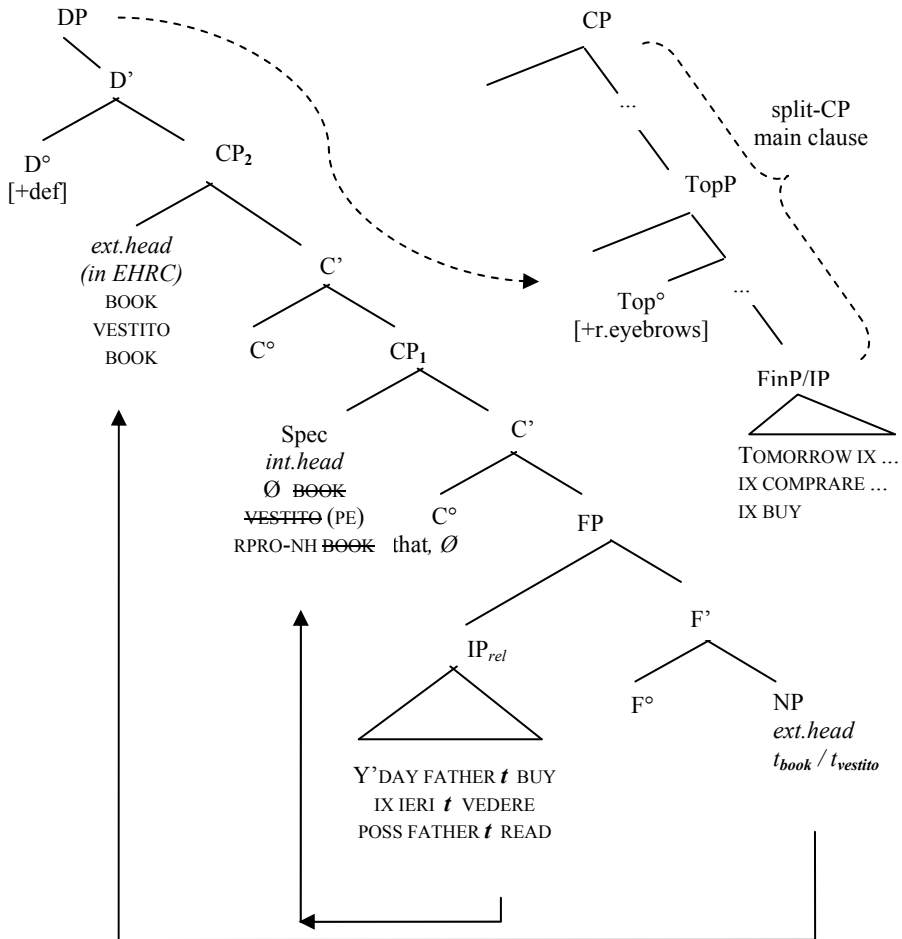 DP
CP
D’
...
split-CP
main clause
D°
[+def]
CP2
TopP
ext.head
(in EHRC)
BOOK
VESTITO
BOOK
C’
Top°
[+r.eyebrows]
...
C°
CP1
FinP/IP
Spec
int.head
Ø BOOK
VESTITO (PE)
RPRO-NH BOOK
C’
TOMORROW IX ...
IX COMPRARE ...
IX BUY
C°
that, Ø
FP
IPrel
F’
F°
NP
ext.head
tbook / tvestito
Y’DAY FATHER t BUY
IX IERI t VEDERE
POSS FATHER t READ